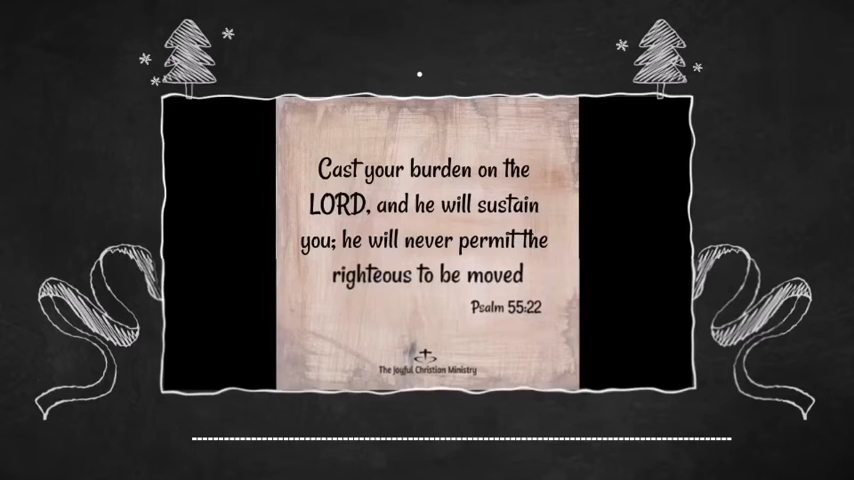 Cast your burden on the
LORD, and he will sustain
you; he will never permit the
righteous to be moved
Psalm 55:22
The Joyful Christian Ministry